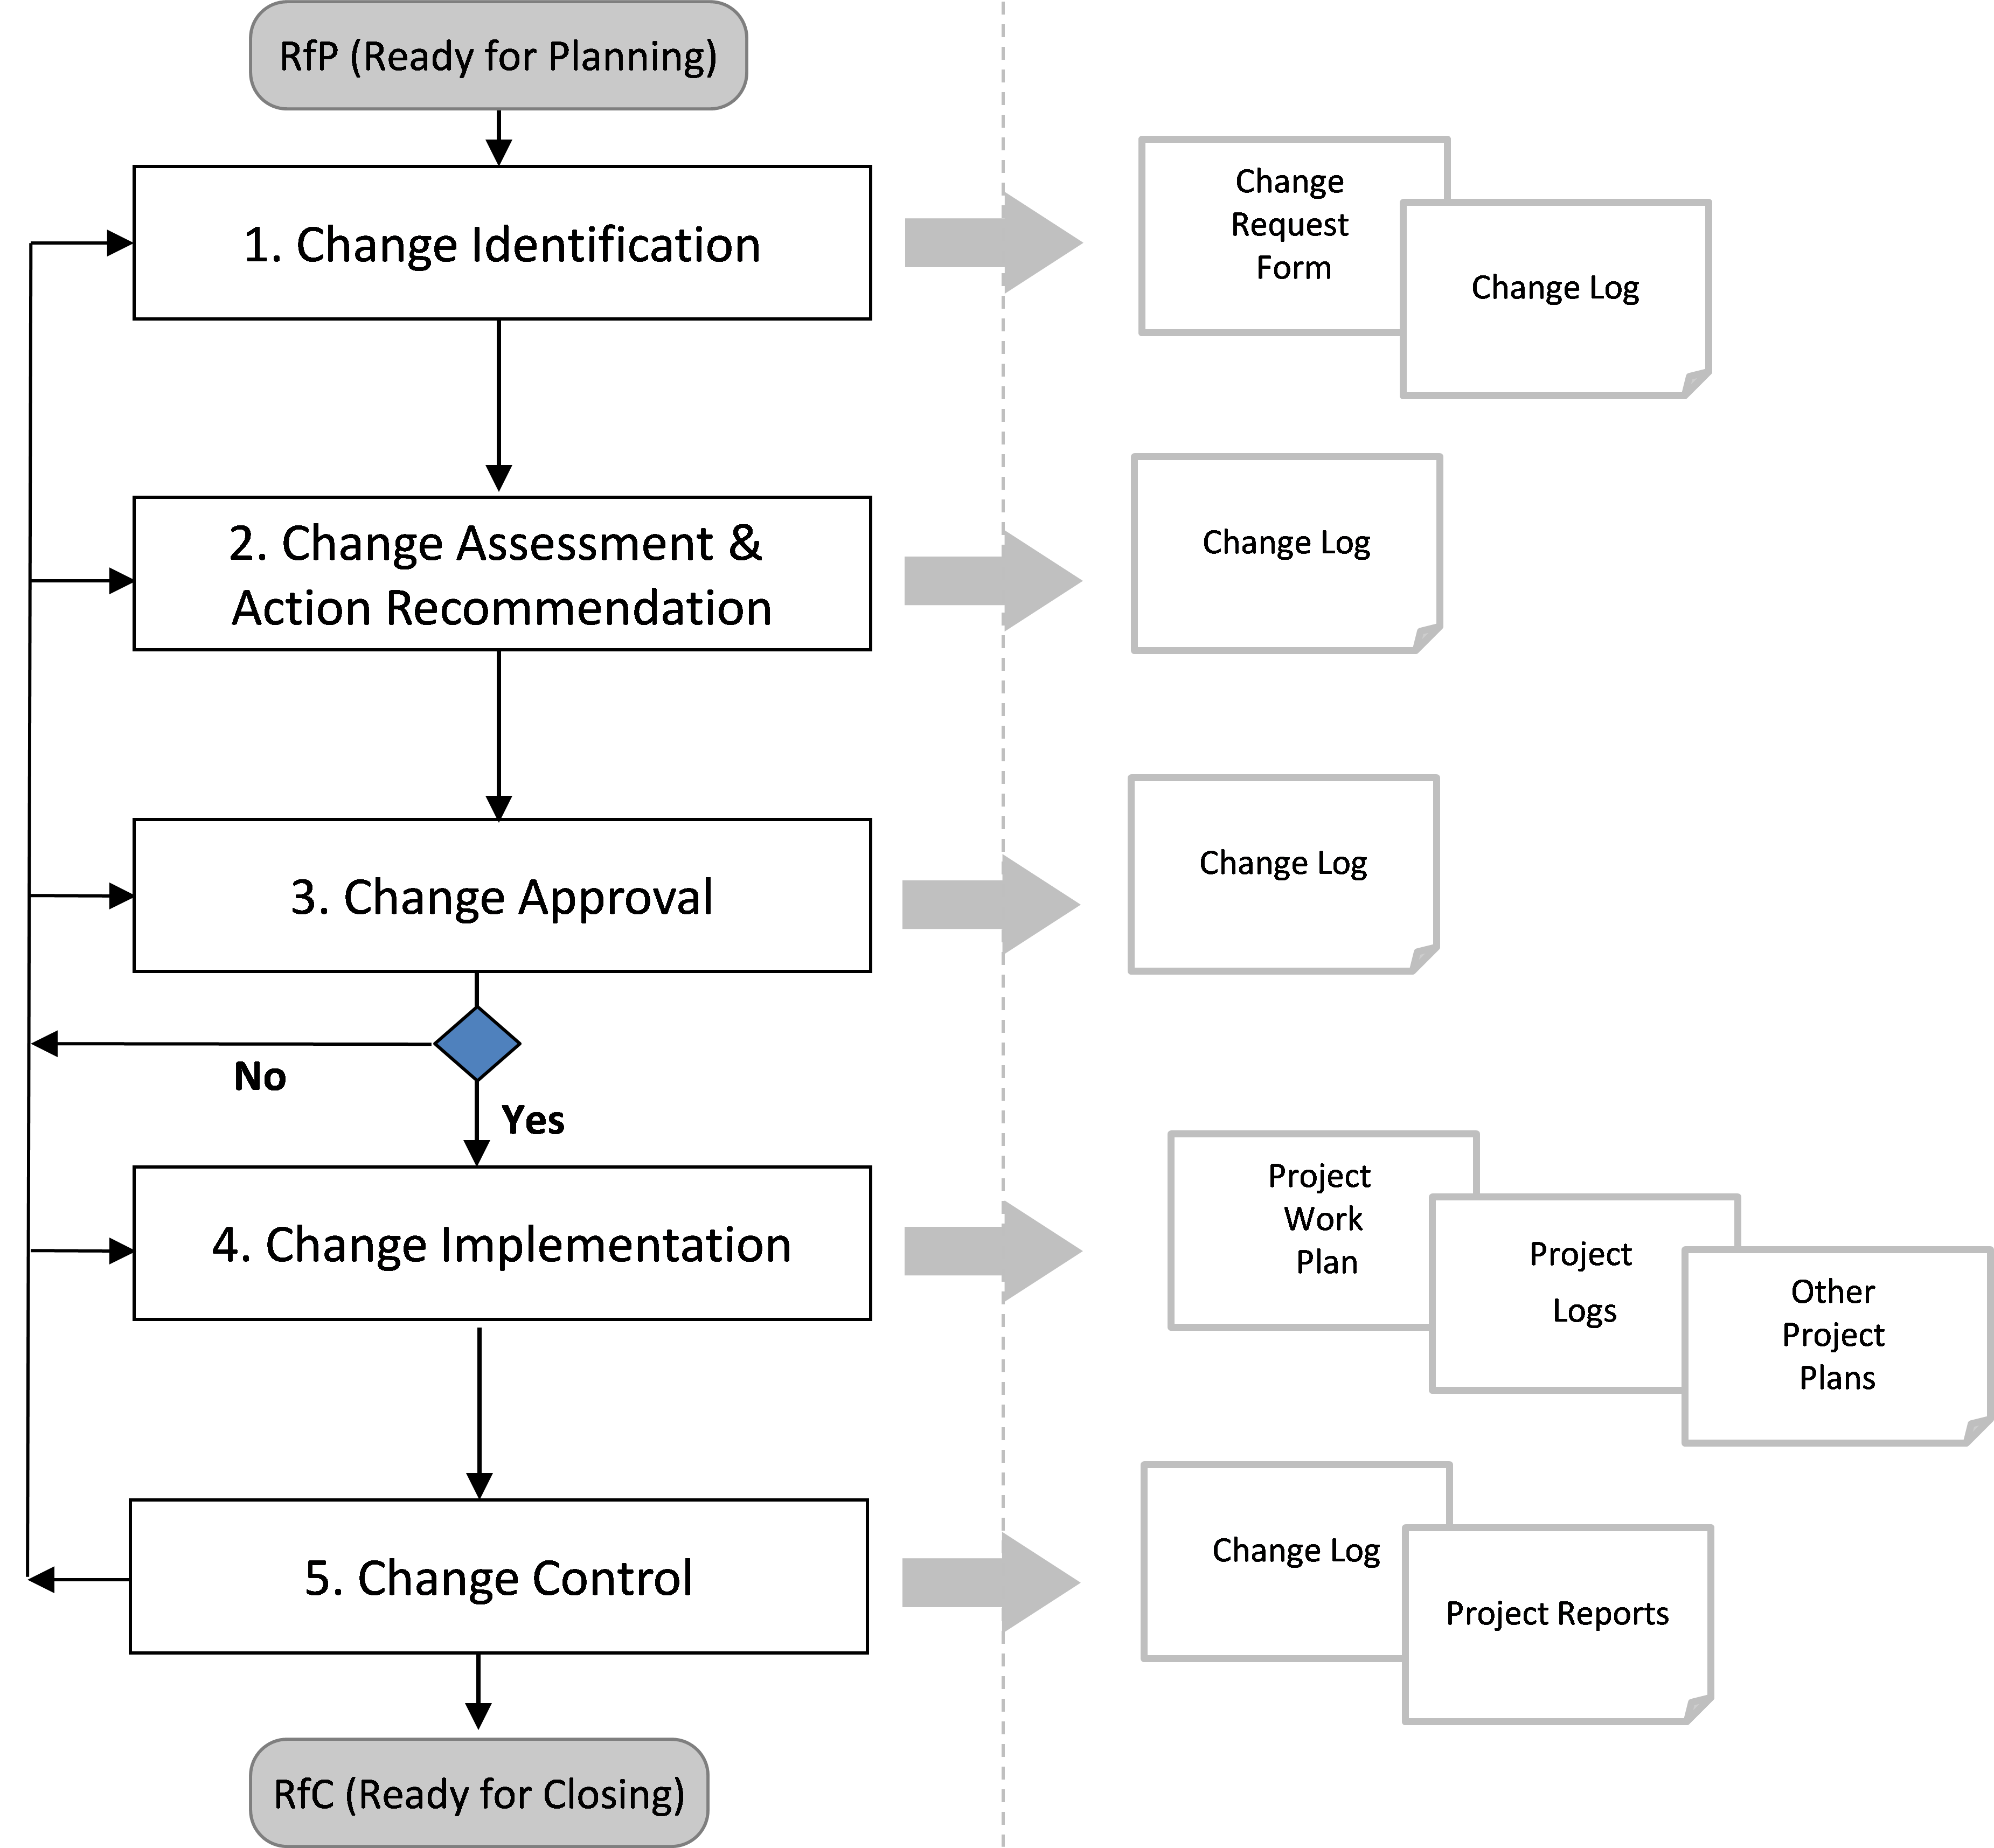 RfP (Ready for Planning)
1. Change Identification
Change
Request
Form
Change Log
2. Change Assessment &
Action Recommendation
Change Log
3. Change Approval
Change Log
No
Yes
4. Change Implementation
Project
Work
Plan
Project
Logs
Other
Project
Plans
5. Change Control
Change Log
Project Reports
RfC (Ready for Closing)